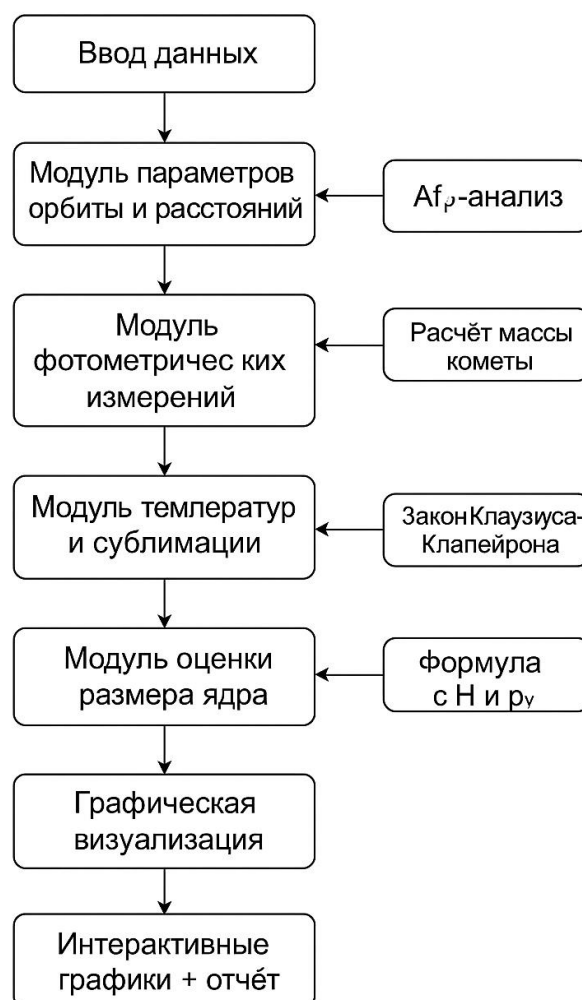 Ввод данных
Модуль параметров
орбиты и расстояний
Afρ-анализ
Модуль
фотометричес ких
измерений
Расчёт массы
кометы
Модуль темлератур
и сублимации
Закон Клаузиуса-
Клапейрона
Модуль оценки
размера ядра
формула
с H и pᵧ
Графическая
визуализация
Интерактивные
графики + отчёт